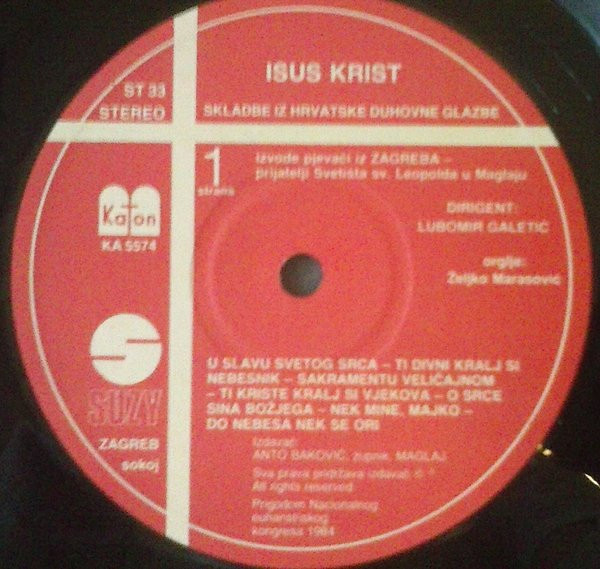 ISUS KRIST
ST 33
STEREO
SKLADBE IZ HRVATSKE DUHOVNE GLAZBE
1
strana
izvode pjevači iz ZAGREBA –
prijatelji Svetišta sv. Leopolda u Maglaju
Katon
KA 5574
DIRIGENT:
LUBOMIR GALETIĆ
orglje:
Željko Marasović
U SLAVU SVETOG SRCA – TI DIVNI KRALJ SI
NEBESNIK – SAKRAMENTU VELIČAJNOM
– TI KRISTE KRALJ SI VJEKOVA – O SRCE
SINA BOŽJEGA – NEK MINE, MAJKO –
DO NEBESA NEK SE ORI
SUZY
ZAGREB
sokoj
Izdavač:
ANTO BAKOVIĆ, župnik, MAGLAJ
Sva prava pridržava izdavač ©
All rights reserved
Prigodom Nacionalnog
euharistijskog
kongresa 1984